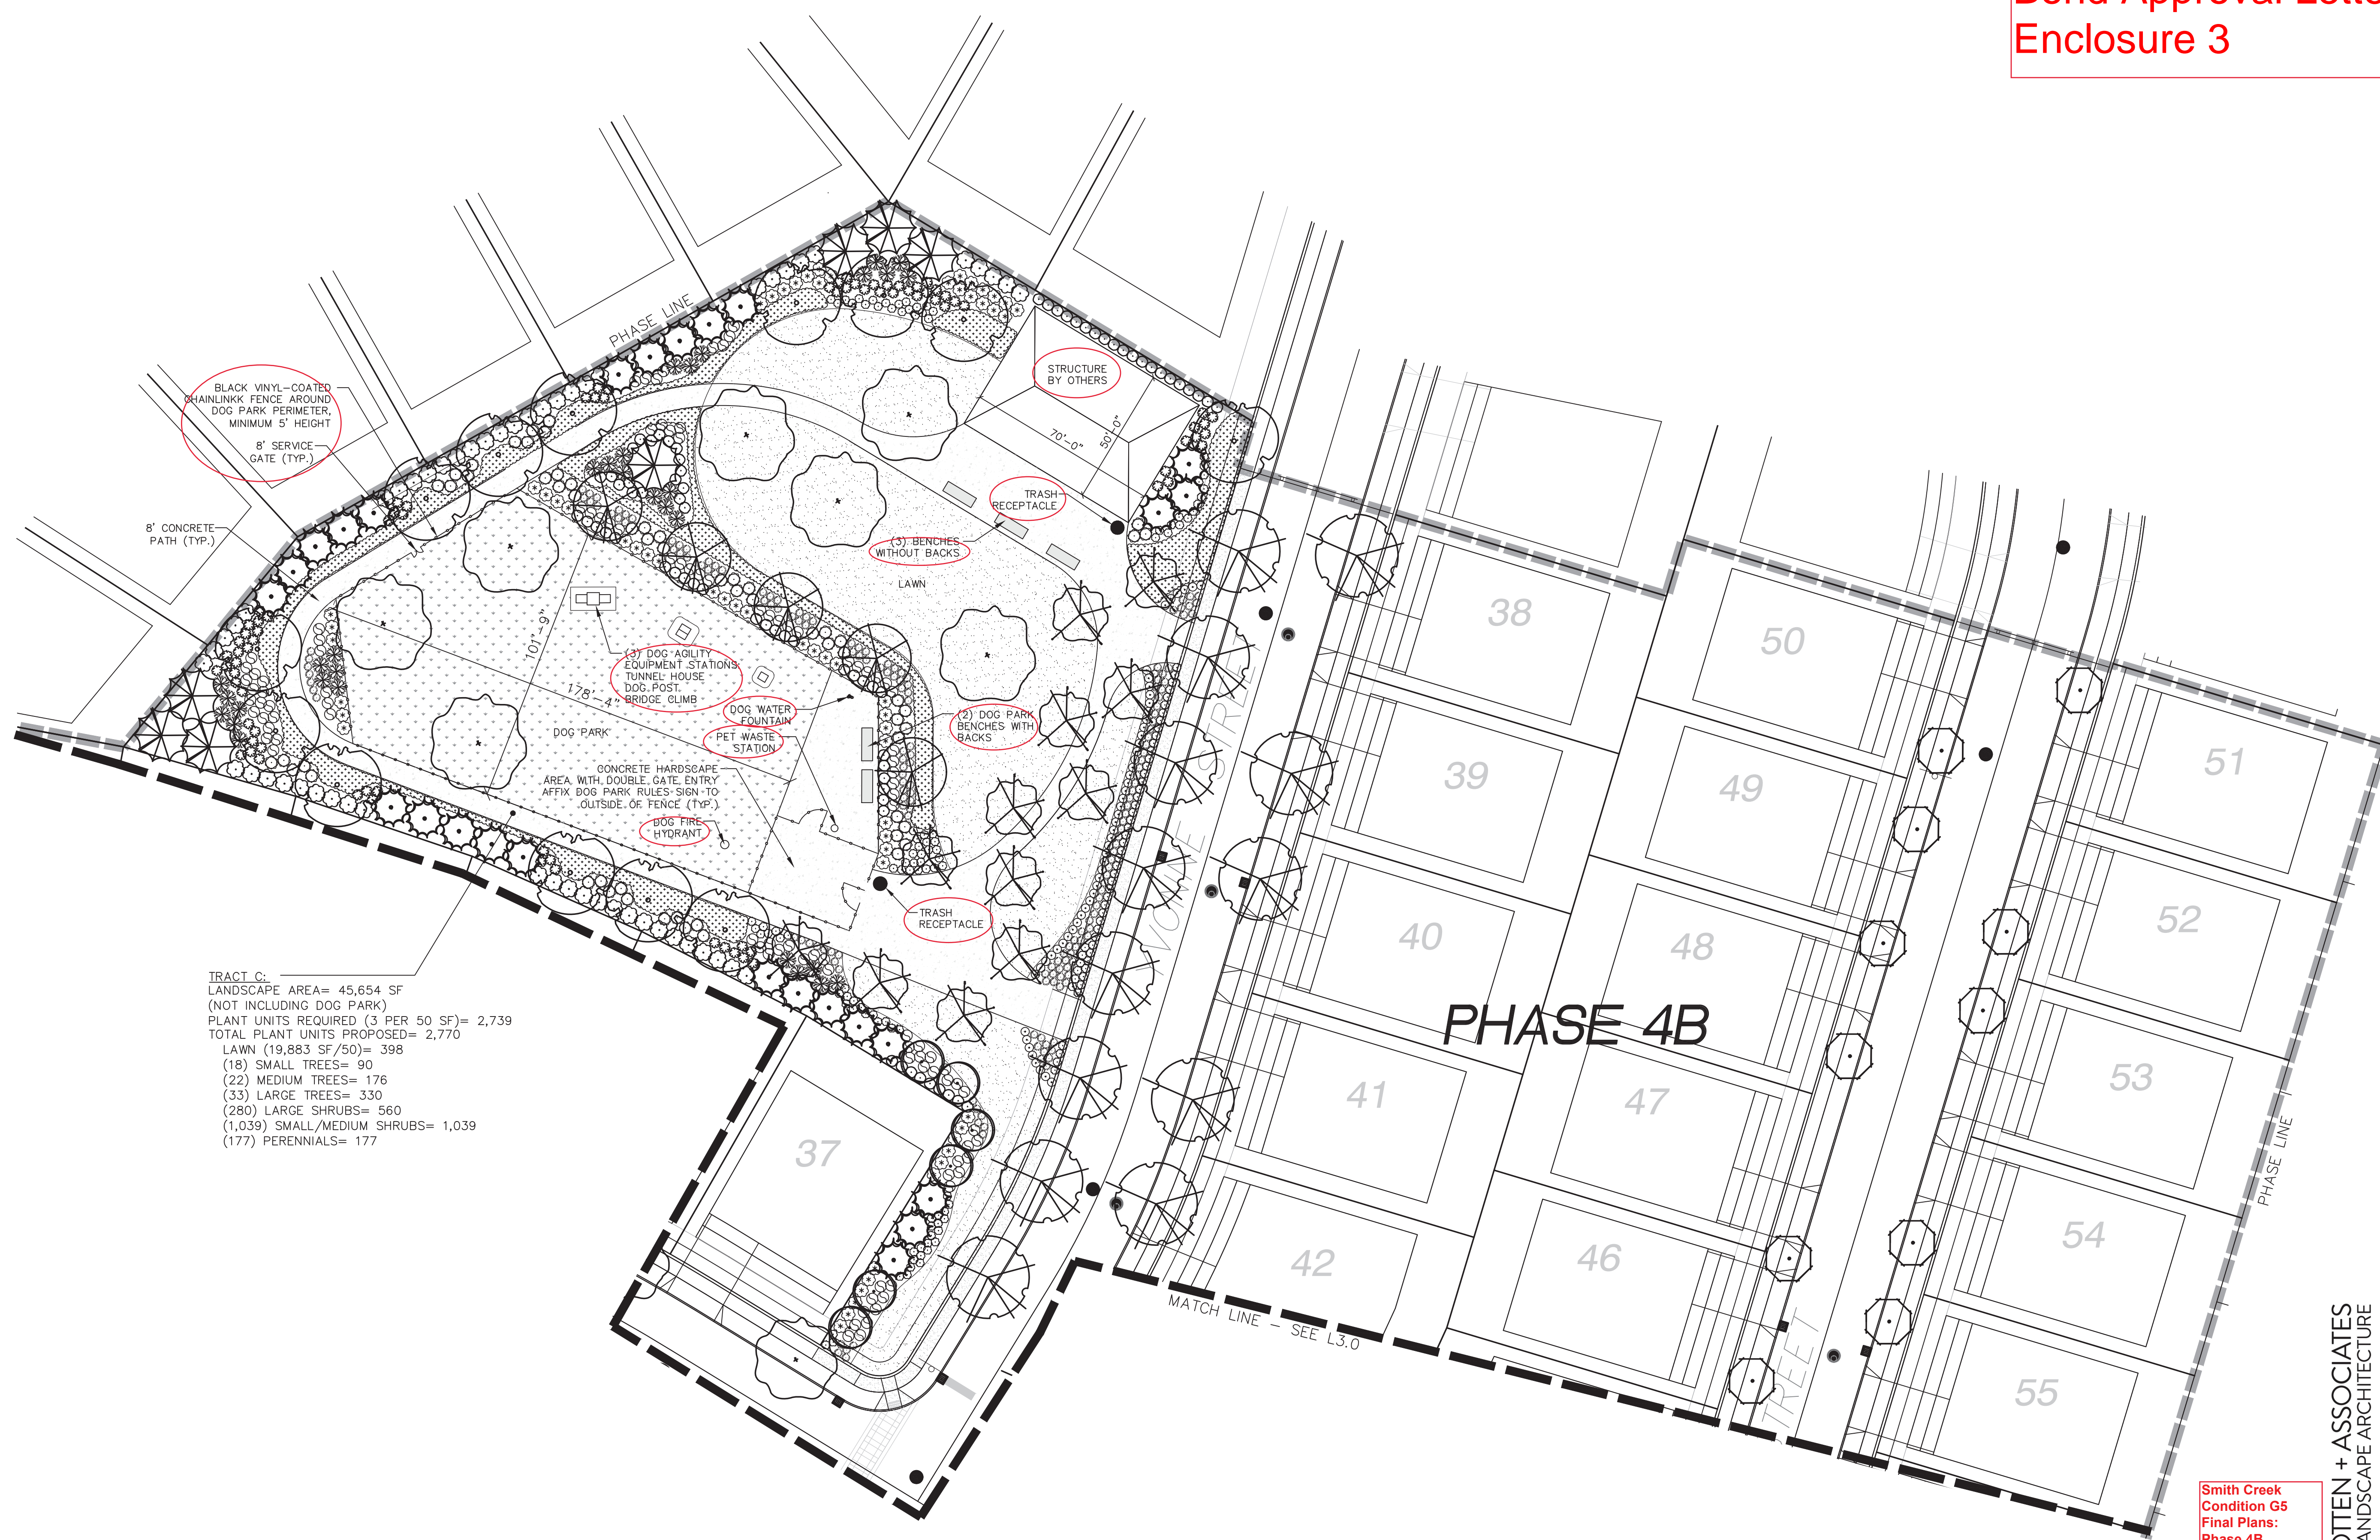 Enclosure 3
PHASE LINE
BLACK VINYL-COATED
CHAINLINKK FENCE AROUND
DOG PARK PERIMETER,
MINIMUM 5' HEIGHT
8' SERVICE
GATE (TYP.)
8' CONCRETE
PATH (TYP.)
STRUCTURE
BY OTHERS
70'-0"
50'-0"
TRASH
RECEPTACLE
(3) BENCHES
WITHOUT BACKS
LAWN
101'-9"
178'-4"
(3) DOG AGILITY
EQUIPMENT STATIONS
TUNNEL HOUSE
DOG POST
BRIDGE CLIMB
DOG WATER
FOUNTAIN
PET WASTE
STATION
(2) DOG PARK
BENCHES WITH
BACKS
DOG PARK
CONCRETE HARDSCAPE
AREA WITH DOUBLE GATE ENTRY
AFFIX DOG PARK RULES SIGN TO
OUTSIDE OF FENCE (TYP.)
DOG FIRE
HYDRANT
TRASH
RECEPTACLE
TRACT C:
LANDSCAPE AREA= 45,654 SF
(NOT INCLUDING DOG PARK)
PLANT UNITS REQUIRED (3 PER 50 SF)= 2,739
TOTAL PLANT UNITS PROPOSED= 2,770
LAWN (19,883 SF/50)= 398
(18) SMALL TREES= 90
(22) MEDIUM TREES= 176
(33) LARGE TREES= 330
(280) LARGE SHRUBS= 560
(1,039) SMALL/MEDIUM SHRUBS= 1,039
(177) PERENNIALS= 177
STREET
PHASE 4B
37
38
39
40
41
42
46
47
48
49
50
51
52
53
54
55
STREET
PHASE LINE
MATCH LINE - SEE L3.0
ASSOCIATES
ARCHITECTURE
Smith Creek
Condition G5
Final Plans:
Phase 4B